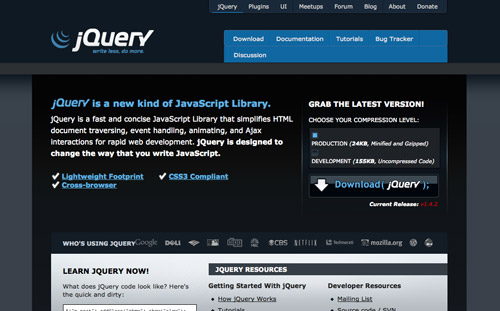 jQuery Plugins UI Meetups Forum Blog About Donate
jQuery
write less, do more.
Download Documentation Tutorials Bug Tracker
Discussion
jQuery is a new kind of JavaScript Library.
jQuery is a fast and concise JavaScript Library that simplifies HTML
document traversing, event handling, animating, and Ajax
interactions for rapid web development. jQuery is designed to
change the way that you write JavaScript.
Lightweight Footprint CSS3 Compliant
Cross-browser
GRAB THE LATEST VERSION!
CHOOSE YOUR COMPRESSION LEVEL:
PRODUCTION (24KB, Minified and Gzipped)
DEVELOPMENT (155KB, Uncompressed Code)
Download( jQuery );
Current Release: v1.4.2
WHO'S USING JQUERY Google DELL CBS NETFLIX Technorati mozilla.org
LEARN JQUERY NOW!
What does jQuery code look like? Here's
the quick and dirty:
JQUERY RESOURCES
Getting Started With jQuery Developer Resources
How jQuery Works Mailing List
Tutorials Source code / SVN